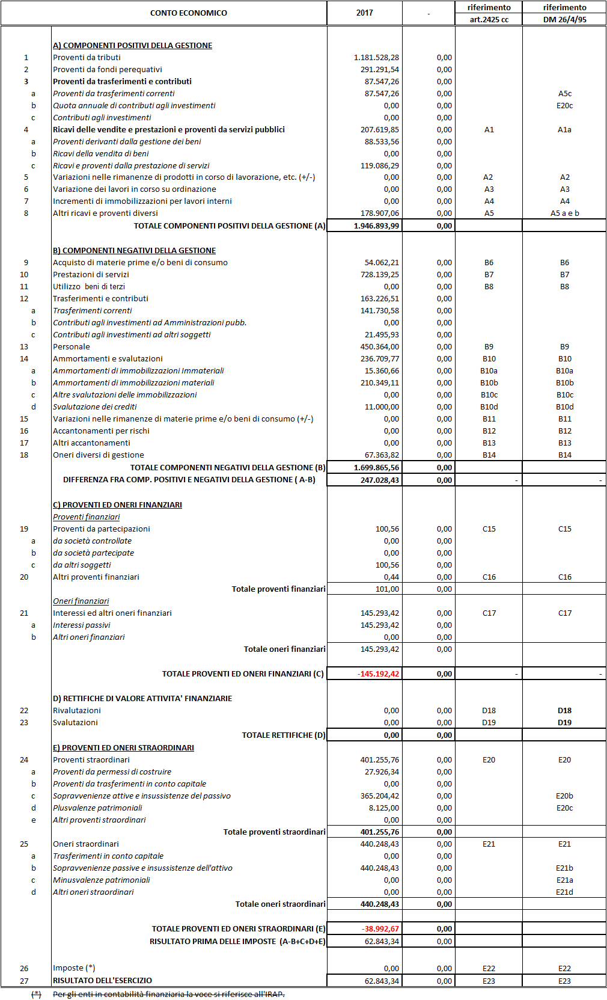 CONTO ECONOMICO 2017 - riferimento riferimento
art.2425 cc DM 26/4/95
A) COMPONENTI POSITIVI DELLA GESTIONE
1 Proventi da tributi 1.181.528,28 0,00
2 Proventi da fondi perequativi 291.291,54 0,00
3 Proventi da trasferimenti e contributi 87.547,26 0,00
a Proventi da trasferimenti correnti 87.547,26 0,00 A5c
b Quota annuale di contributi agli investimenti 0,00 0,00 E20c
c Contributi agli investimenti 0,00 0,00
4 Ricavi delle vendite e prestazioni e proventi da servizi pubblici 207.619,85 0,00 A1 A1a
a Proventi derivanti dalla gestione dei beni 88.533,56 0,00
b Ricavi della vendita di beni 0,00 0,00
c Ricavi e proventi dalla prestazione di servizi 119.086,29 0,00
5 Variazioni nelle rimanenze di prodotti in corso di lavorazione, etc. (+/-) 0,00 0,00 A2 A2
6 Variazione dei lavori in corso su ordinazione 0,00 0,00 A3 A3
7 Incrementi di immobilizzazioni per lavori interni 0,00 0,00 A4 A4
8 Altri ricavi e proventi diversi 178.907,06 0,00 A5 A5 a e b
TOTALE COMPONENTI POSITIVI DELLA GESTIONE (A) 1.946.893,99 0,00
B) COMPONENTI NEGATIVI DELLA GESTIONE
9 Acquisto di materie prime e/o beni di consumo 54.062,21 0,00 B6 B6
10 Prestazioni di servizi 728.139,25 0,00 B7 B7
11 Utilizzo beni di terzi 0,00 0,00 B8 B8
12 Trasferimenti e contributi 163.226,51 0,00
a Trasferimenti correnti 141.730,58 0,00
b Contributi agli investimenti ad Amministrazioni pubb. 0,00 0,00
c Contributi agli investimenti ad altri soggetti 21.495,93 0,00
13 Personale 450.364,00 0,00 B9 B9
14 Ammortamenti e svalutazioni 236.709,77 0,00 B10 B10
a Ammortamenti di immobilizzazioni Immateriali 15.360,66 0,00 B10a B10a
b Ammortamenti di immobilizzazioni materiali 210.349,11 0,00 B10b B10b
c Altre svalutazioni delle immobilizzazioni 0,00 0,00 B10c B10c
d Svalutazione dei crediti 11.000,00 0,00 B10d B10d
15 Variazioni nelle rimanenze di materie prime e/o beni di consumo (+/-) 0,00 0,00 B11 B11
16 Accantonamenti per rischi 0,00 0,00 B12 B12
17 Altri accantonamenti 0,00 0,00 B13 B13
18 Oneri diversi di gestione 67.363,82 0,00 B14 B14
TOTALE COMPONENTI NEGATIVI DELLA GESTIONE (B) 1.699.865,56 0,00
DIFFERENZA FRA COMP. POSITIVI E NEGATIVI DELLA GESTIONE ( A-B) 247.028,43 0,00 - -
C) PROVENTI ED ONERI FINANZIARI
Proventi finanziari
19 Proventi da partecipazioni 100,56 0,00 C15 C15
a da società controllate 0,00 0,00
b da società partecipate 0,00 0,00
c da altri soggetti 100,56 0,00
20 Altri proventi finanziari 0,44 0,00 C16 C16
Totale proventi finanziari 101,00 0,00
Oneri finanziari
21 Interessi ed altri oneri finanziari 145.293,42 0,00 C17 C17
a Interessi passivi 145.293,42 0,00
b Altri oneri finanziari 0,00 0,00
Totale oneri finanziari 145.293,42 0,00
TOTALE PROVENTI ED ONERI FINANZIARI (C) -145.192,42 0,00 - -
D) RETTIFICHE DI VALORE ATTIVITA' FINANZIARIE
22 Rivalutazioni 0,00 0,00 D18 D18
23 Svalutazioni 0,00 0,00 D19 D19
TOTALE RETTIFICHE (D) 0,00 0,00
E) PROVENTI ED ONERI STRAORDINARI
24 Proventi straordinari 401.255,76 0,00 E20 E20
a Proventi da permessi di costruire 27.926,34 0,00
b Proventi da trasferimenti in conto capitale 0,00 0,00
c Sopravvenienze attive e insussistenze del passivo 365.204,42 0,00 E20b
d Plusvalenze patrimoniali 8.125,00 0,00 E20c
e Altri proventi straordinari 0,00 0,00
Totale proventi straordinari 401.255,76 0,00
25 Oneri straordinari 440.248,43 0,00 E21 E21
a Trasferimenti in conto capitale 0,00 0,00
b Sopravvenienze passive e insussistenze dell'attivo 440.248,43 0,00 E21b
c Minusvalenze patrimoniali 0,00 0,00 E21a
d Altri oneri straordinari 0,00 0,00 E21d
Totale oneri straordinari 440.248,43 0,00
TOTALE PROVENTI ED ONERI STRAORDINARI (E) -38.992,67 0,00
RISULTATO PRIMA DELLE IMPOSTE (A-B+C+D+E) 62.843,34 0,00
26 Imposte (*) 0,00 0,00 E22 E22
27 RISULTATO DELL'ESERCIZIO 62.843,34 0,00 E23 E23
(*) Per gli enti in contabilità finanziaria la voce si riferisce all'IRAP.